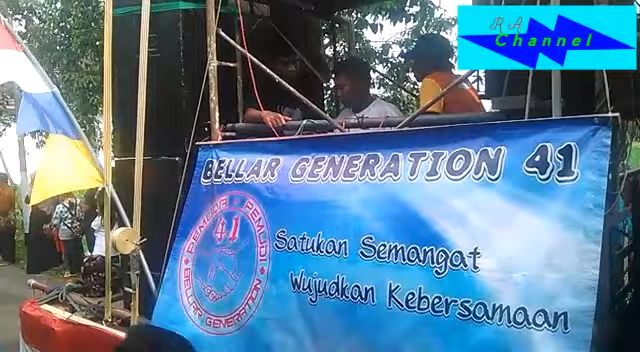 RA
Channel
BELLAR GENERATION 41
PEMUDA - PEMUDI
41
BELLAR GENERATION
Satukan Semangat
Wujudkan Kebersamaan